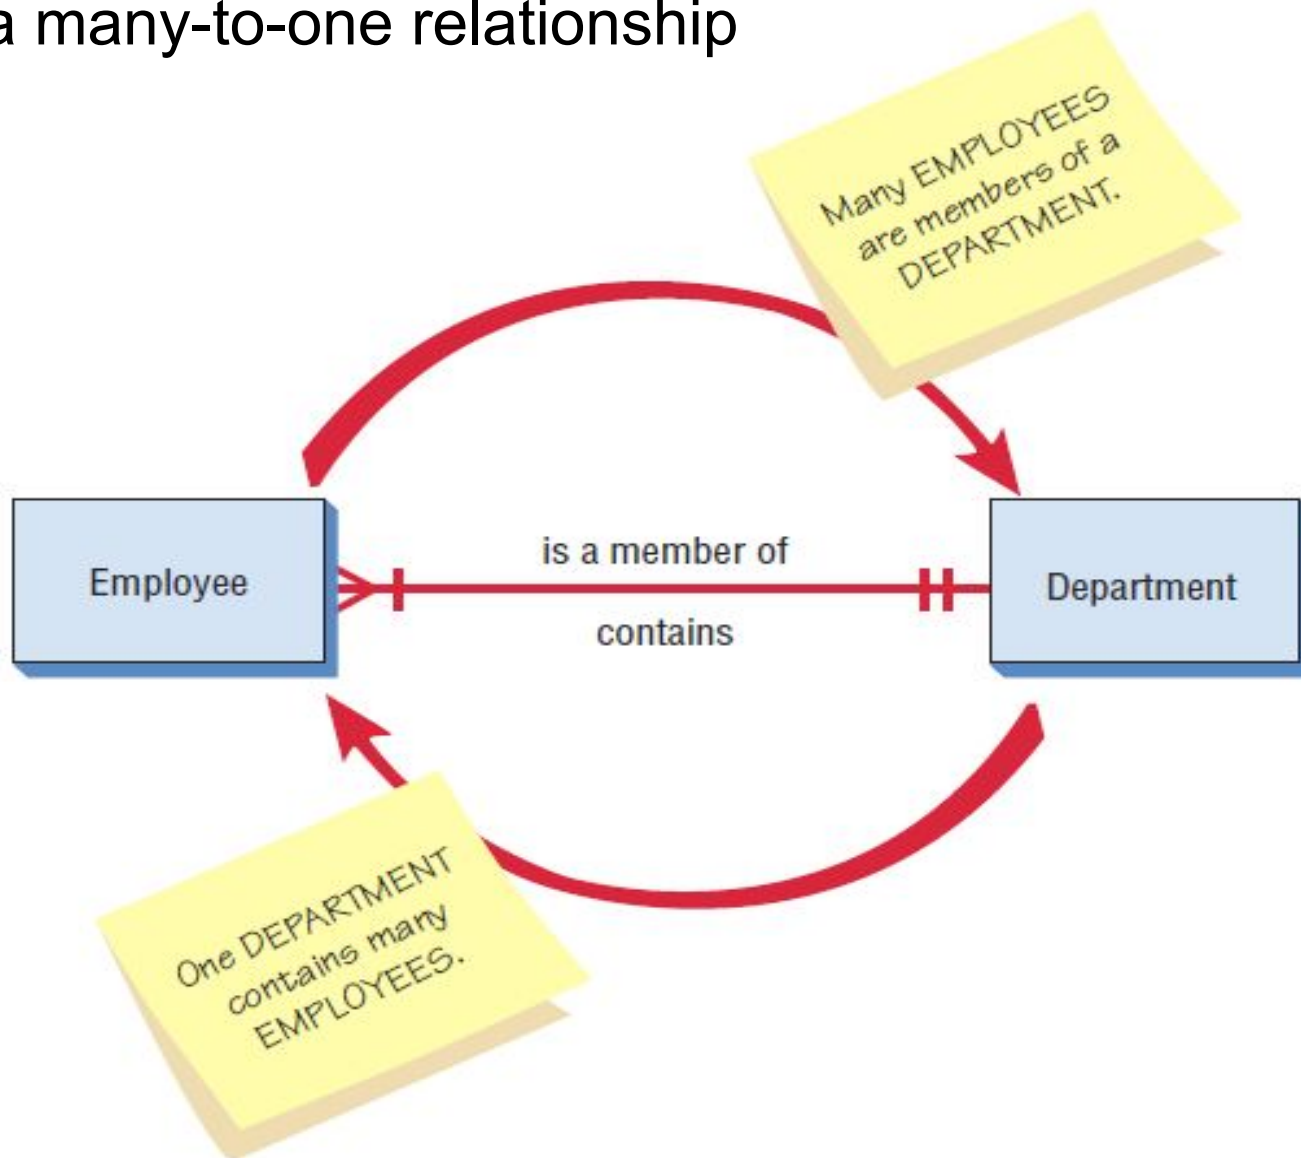 a many-to-one relationship
Many EMPLOYEES
are members of a
DEPARTMENT.
is a member of
Employee
Department
contains
One DEPARTMENT
contains many
EMPLOYEES.